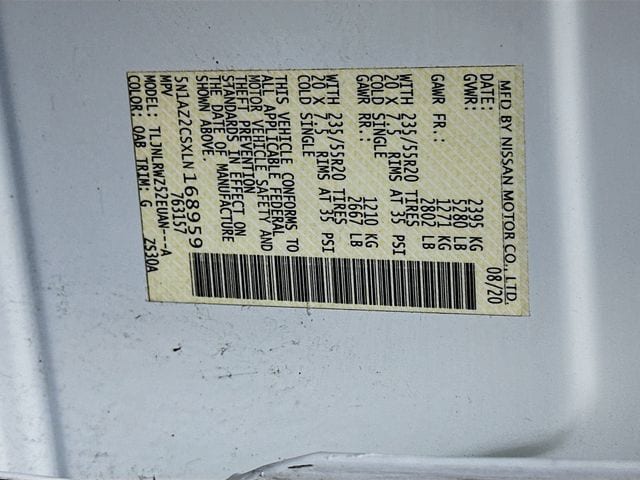 MFD BY NISSAN MOTOR CO., LTD.
DATE: 08/20
GVWR: 2395 KG
5280 LB
GAWR FR.: 1271 KG
2802 LB
WITH 235/55R20 TIRES
20 X 7.5 RIMS AT 35 PSI
COLD SINGLE
GAWR RR.: 1210 KG
2667 LB
WITH 235/55R20 TIRES
20 X 7.5 RIMS AT 35 PSI
COLD SINGLE
THIS VEHICLE CONFORMS TO
ALL APPLICABLE FEDERAL
MOTOR VEHICLE SAFETY AND
THEFT PREVENTION
STANDARDS IN EFFECT ON
THE DATE OF MANUFACTURE
SHOWN ABOVE.
5N1AZ2CSXLN168959
MPV 763157
MODEL: TLJNLRWZ52EUAN---A
COLOR: QAB TRIM: G Z530A